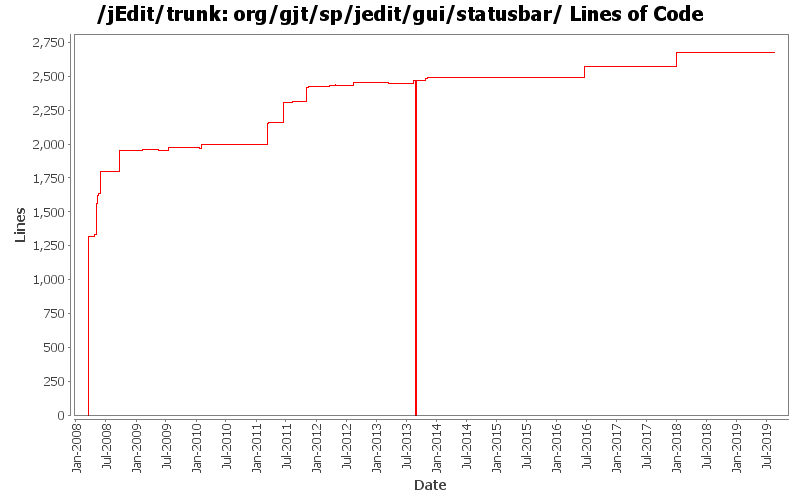 /jEdit/trunk: org/gjt/sp/jedit/gui/statusbar/ Lines of Code
2,750
2,500
2,250
2,000
1,750
1,500
1,250
1,000
750
500
250
0
Lines
Jan-2008
Jul-2008
Jan-2009
Jul-2009
Jan-2010
Jul-2010
Jan-2011
Jul-2011
Jan-2012
Jul-2012
Jan-2013
Jul-2013
Jan-2014
Jul-2014
Jan-2015
Jul-2015
Jan-2016
Jul-2016
Jan-2017
Jul-2017
Jan-2018
Jul-2018
Jan-2019
Jul-2019
Date